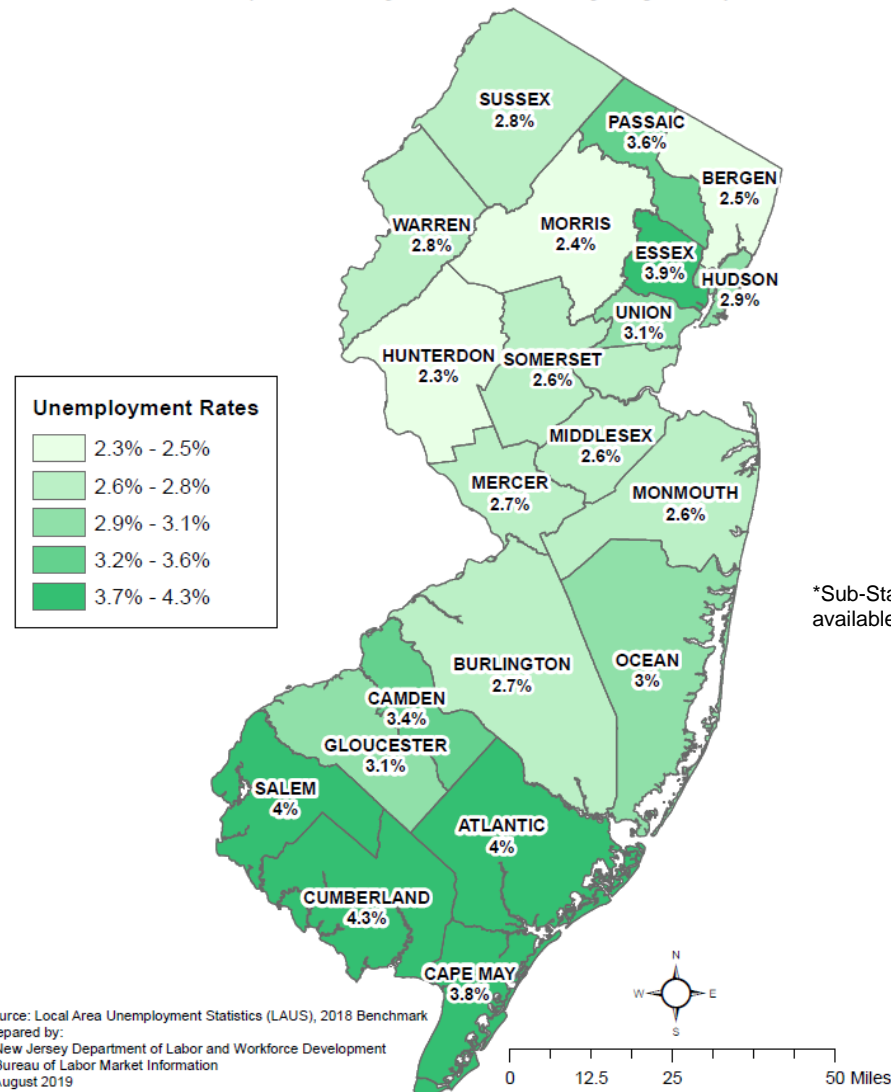 SUSSEX
2.8%
PASSAIC
3.6%
BERGEN
2.5%
WARREN
2.8%
MORRIS
2.4%
ESSEX
3.9%
HUDSON
2.9%
UNION
3.1%
HUNTERDON
2.3%
SOMERSET
2.6%
Unemployment Rates
2.3% - 2.5%
2.6% - 2.8%
2.9% - 3.1%
3.2% - 3.6%
3.7% - 4.3%
MIDDLESEX
2.6%
MERCER
2.7%
MONMOUTH
2.6%
*Sub-Sta
available
BURLINGTON
2.7%
OCEAN
3%
CAMDEN
3.4%
GLOUCESTER
3.1%
SALEM
4%
ATLANTIC
4%
CUMBERLAND
4.3%
CAPE MAY
3.8%
N
W E
S
urce: Local Area Unemployment Statistics (LAUS), 2018 Benchmark
epared by:
New Jersey Department of Labor and Workforce Development
Bureau of Labor Market Information
August 2019
0 12.5 25 50 Miles